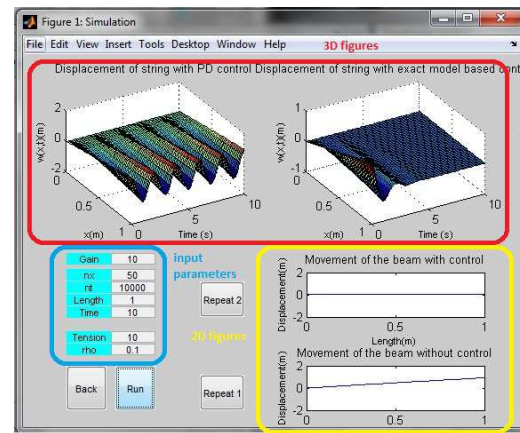 Figure 1: Simulation
File Edit View Insert Tools Desktop Window Help
3D figures
Displacement of string with PD control Displacement of string with exact model based cont
w(x,t)(m)
2
0
-2
0
0.5
1
x(m)
0
5
10
Time (s)
w(x,t)(m)
1
0
-1
0
0.5
1
x(m)
0
5
10
Time (s)
Gain 10
nx 50
nt 10000
Length 1
Time 10
Tension 10
rho 0.1
input
parameters
Repeat 2
2D figures
Back
Run
Repeat 1
Movement of the beam with control
Displacement(m)
2
0
-2
0 0.5 1
Length(m)
Movement of the beam without control
Displacement(m)
2
0
-2
0 0.5 1